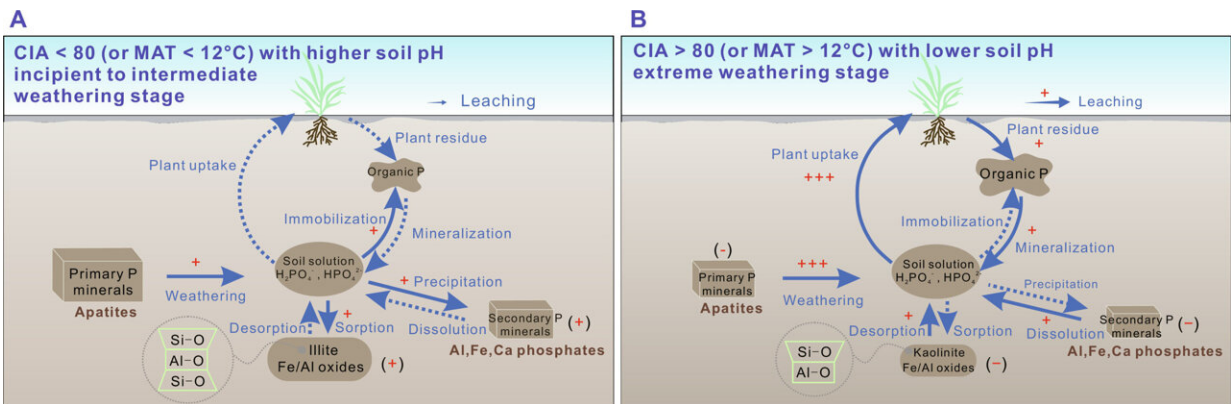 A
CIA < 80 (or MAT < 12°C) with higher soil pH
incipient to intermediate
weathering stage
Leaching
Plant residue
Plant uptake
Organic P
Immobilization
+
Mineralization
Soil solution
H₂PO₄⁻, HPO₄²⁻
Primary P
minerals
Apatites
+
Weathering
+ Precipitation
Dissolution
Secondary P
minerals
(+)
Al,Fe,Ca phosphates
Desorption
+
Sorption
Si-O
Al-O
Si-O
Illite
Fe/Al oxides
(+)
B
CIA > 80 (or MAT > 12°C) with lower soil pH
extreme weathering stage
+
Leaching
Plant residue
+
Plant uptake
+++
Organic P
Immobilization
+
Mineralization
Soil solution
H₂PO₄⁻, HPO₄²⁻
(-)
Primary P
minerals
Apatites
+++
Weathering
Precipitation
+
Dissolution
Secondary P
minerals
(-)
Al,Fe,Ca phosphates
Desorption
+
Sorption
Si-O
Al-O
Kaolinite
Fe/Al oxides
(-)